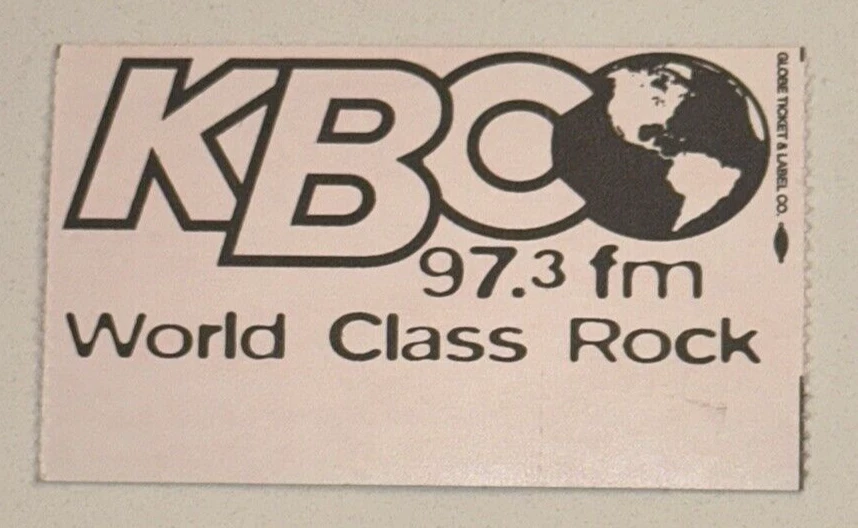 KBCO
97.3 fm
World Class Rock
GLOBE TICKET & LABEL CO.